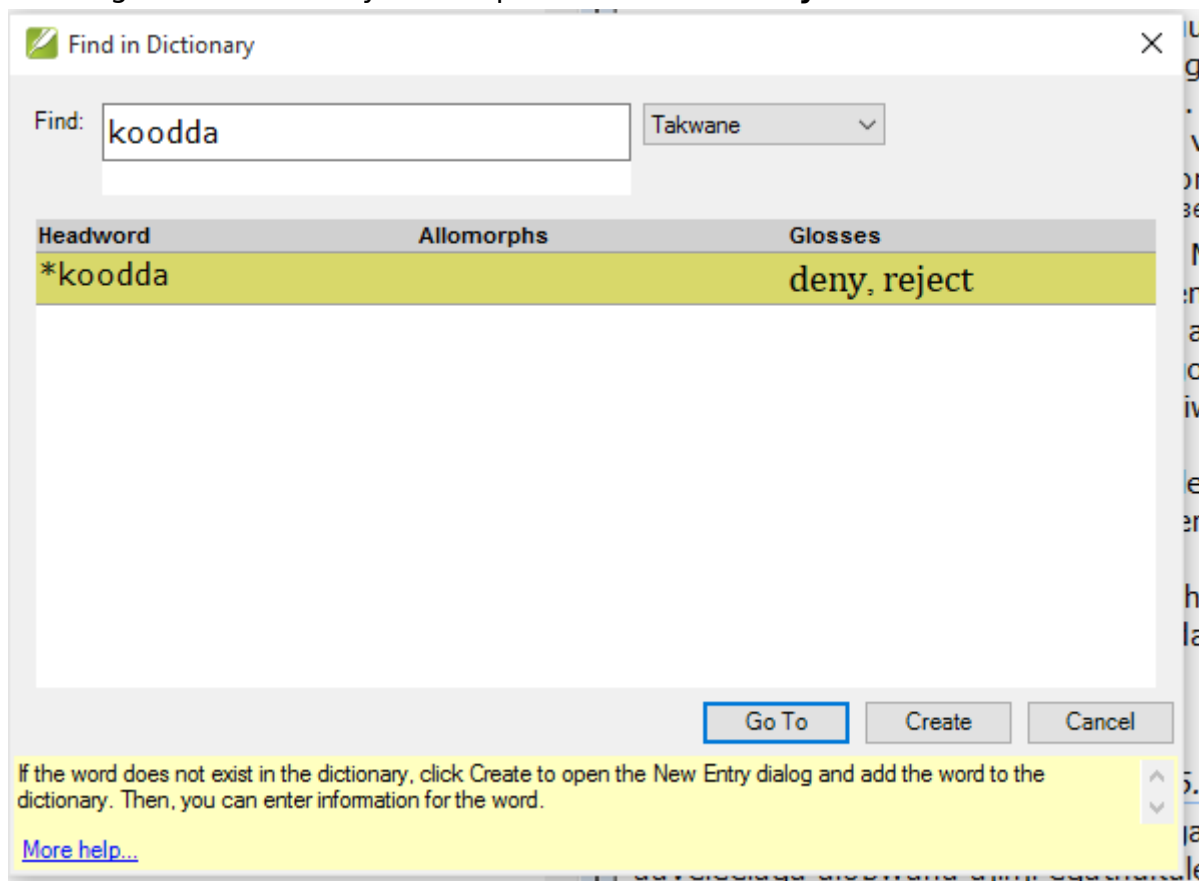 Find in Dictionary
Find:
koodda
Takwane
Headword Allomorphs Glosses
*koodda deny, reject
Go To Create Cancel
If the word does not exist in the dictionary, click Create to open the New Entry dialog and add the word to the
dictionary. Then, you can enter information for the word.
More help...